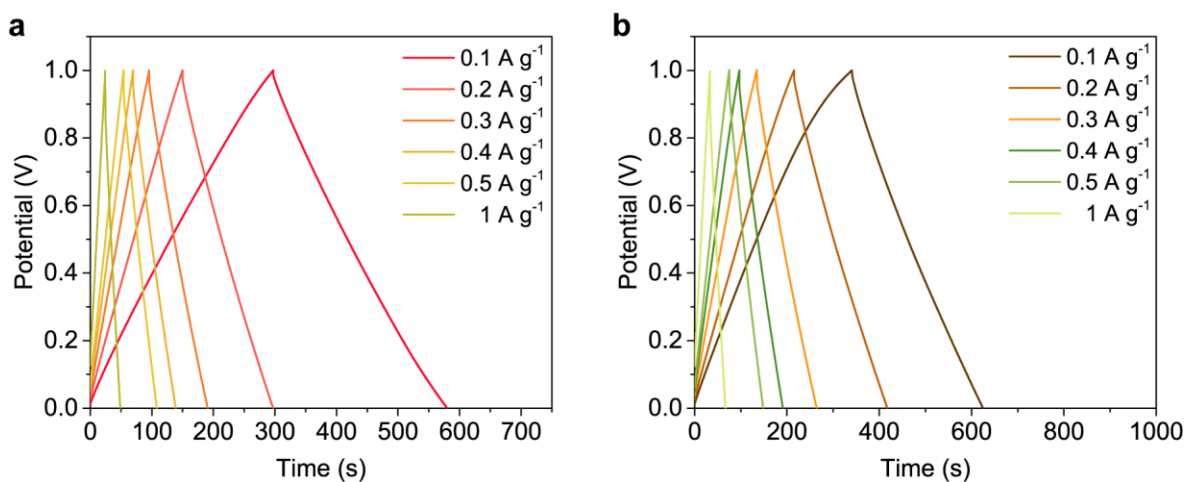 a
0.1 A g⁻¹
0.2 A g⁻¹
0.3 A g⁻¹
0.4 A g⁻¹
0.5 A g⁻¹
1 A g⁻¹
Potential (V)
1.0
0.8
0.6
0.4
0.2
0.0
0 100 200 300 400 500 600 700
Time (s)
b
0.1 A g⁻¹
0.2 A g⁻¹
0.3 A g⁻¹
0.4 A g⁻¹
0.5 A g⁻¹
1 A g⁻¹
Potential (V)
1.0
0.8
0.6
0.4
0.2
0.0
0 200 400 600 800 1000
Time (s)